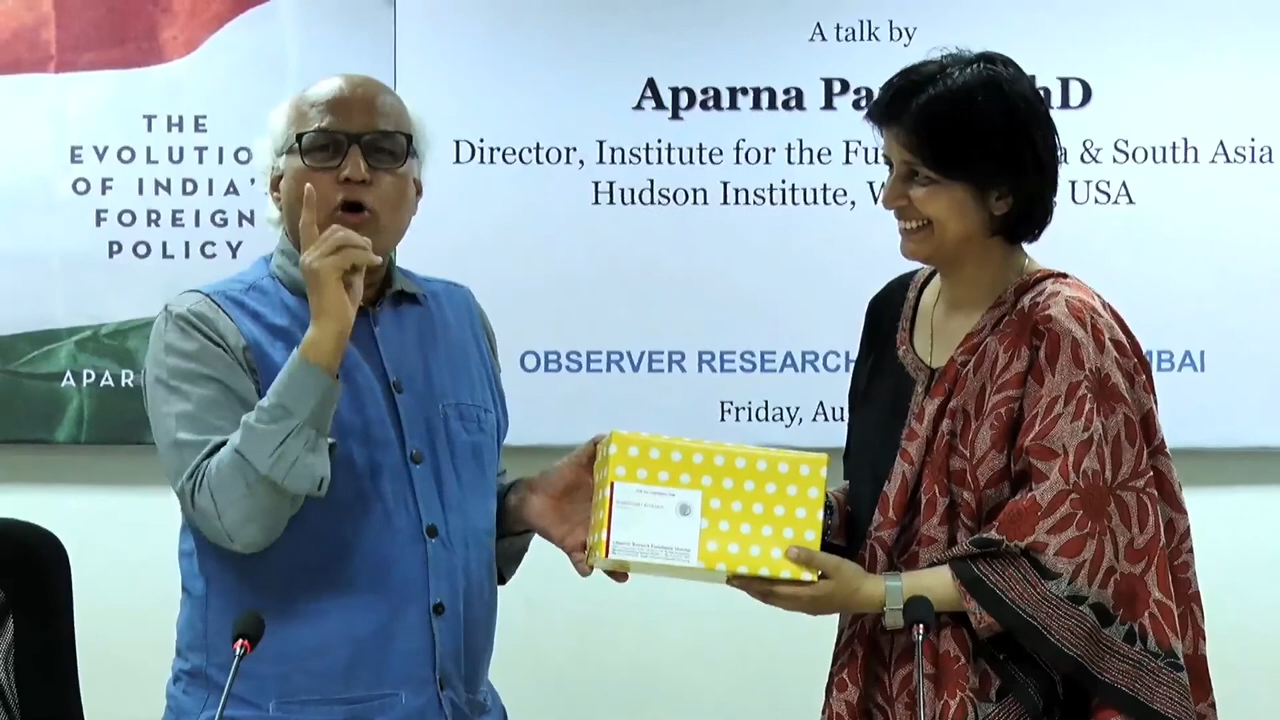 THE
EVOLUTIO
OF INDIA'
FOREIGN
POLICY
APAR
A talk by
Aparna Pa hD
Director, Institute for the Fu a & South Asia
Hudson Institute, W USA
OBSERVER RESEARCH MBAI
Friday, Au